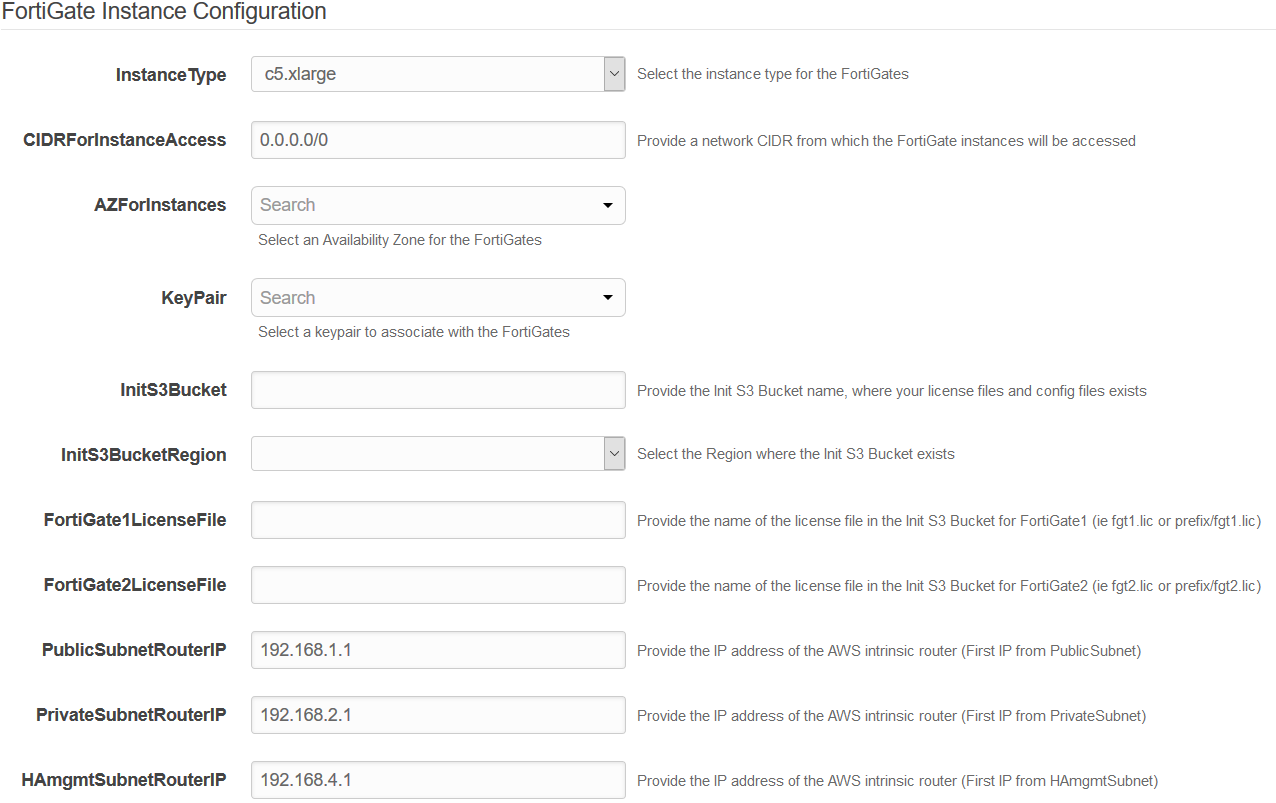 FortiGate Instance Configuration
InstanceType c5.xlarge Select the instance type for the FortiGates
CIDRForInstanceAccess 0.0.0.0/0 Provide a network CIDR from which the FortiGate instances will be accessed
AZForInstances Search
Select an Availability Zone for the FortiGates
KeyPair Search
Select a keypair to associate with the FortiGates
InitS3Bucket Provide the Init S3 Bucket name, where your license files and config files exists
InitS3BucketRegion Select the Region where the Init S3 Bucket exists
FortiGate1LicenseFile Provide the name of the license file in the Init S3 Bucket for FortiGate1 (ie fgt1.lic or prefix/fgt1.lic)
FortiGate2LicenseFile Provide the name of the license file in the Init S3 Bucket for FortiGate2 (ie fgt2.lic or prefix/fgt2.lic)
PublicSubnetRouterIP 192.168.1.1 Provide the IP address of the AWS intrinsic router (First IP from PublicSubnet)
PrivateSubnetRouterIP 192.168.2.1 Provide the IP address of the AWS intrinsic router (First IP from PrivateSubnet)
HAmgmtSubnetRouterIP 192.168.4.1 Provide the IP address of the AWS intrinsic router (First IP from HAmgmtSubnet)